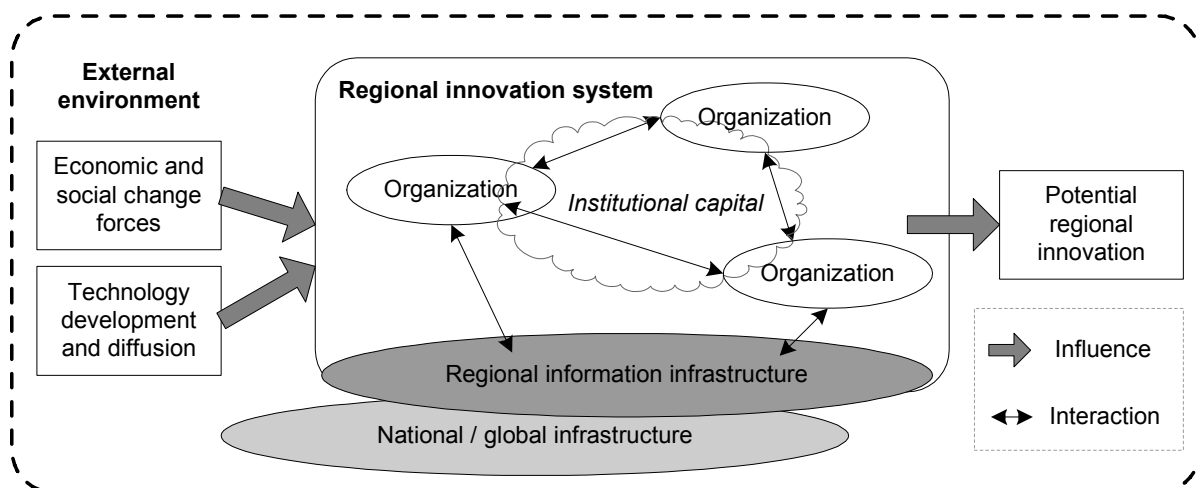 External
environment
Economic and
social change
forces
Technology
development
and diffusion
Regional innovation system
Organization
Organization
Institutional capital
Organization
Regional information infrastructure
National / global infrastructure
Potential
regional
innovation
Influence
Interaction